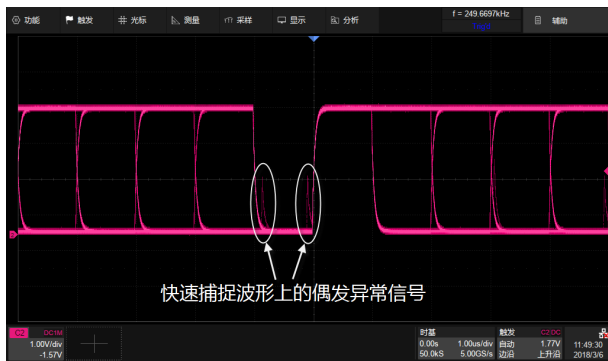 功能 触发 光标 测量 采样 显示 分析 f = 249.6697kHz 辅助
快速捕捉波形上的偶发异常信号
C2 DC1M 时基 触发 C2 DC
1.00V/div 0.00s 1.00us/div 自动 1.77V 11:49:30
-1.57V 50.0kS 5.00GS/s 边沿 上升沿 2018/3/6